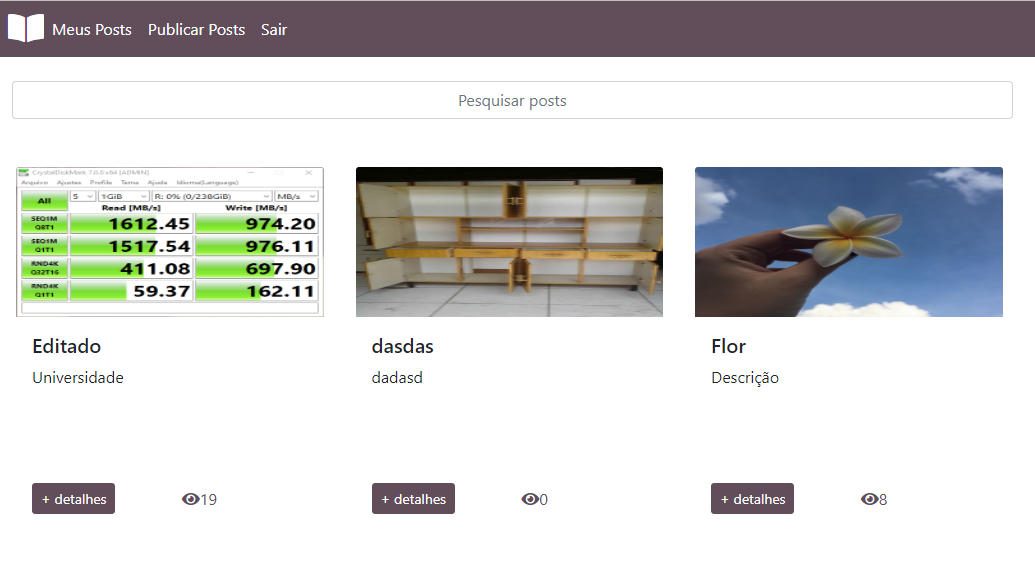 Meus Posts Publicar Posts Sair
Pesquisar posts
CrystalDiskMark 7.0.0 x64 [ADMIN]
Arquivo Ajustes Profile Tema Ajuda Idioma(Language)
All 5 1GiB R: 0% (0/238GiB) MB/s
Read [MB/s] Write [MB/s]
SEQ1M Q8T1 1612.45 974.20
SEQ1M Q1T1 1517.54 976.11
RND4K Q32T16 411.08 697.90
RND4K Q1T1 59.37 162.11
Editado dasdas Flor
Universidade dadasd Descrição
+ detalhes 19 + detalhes 0 + detalhes 8